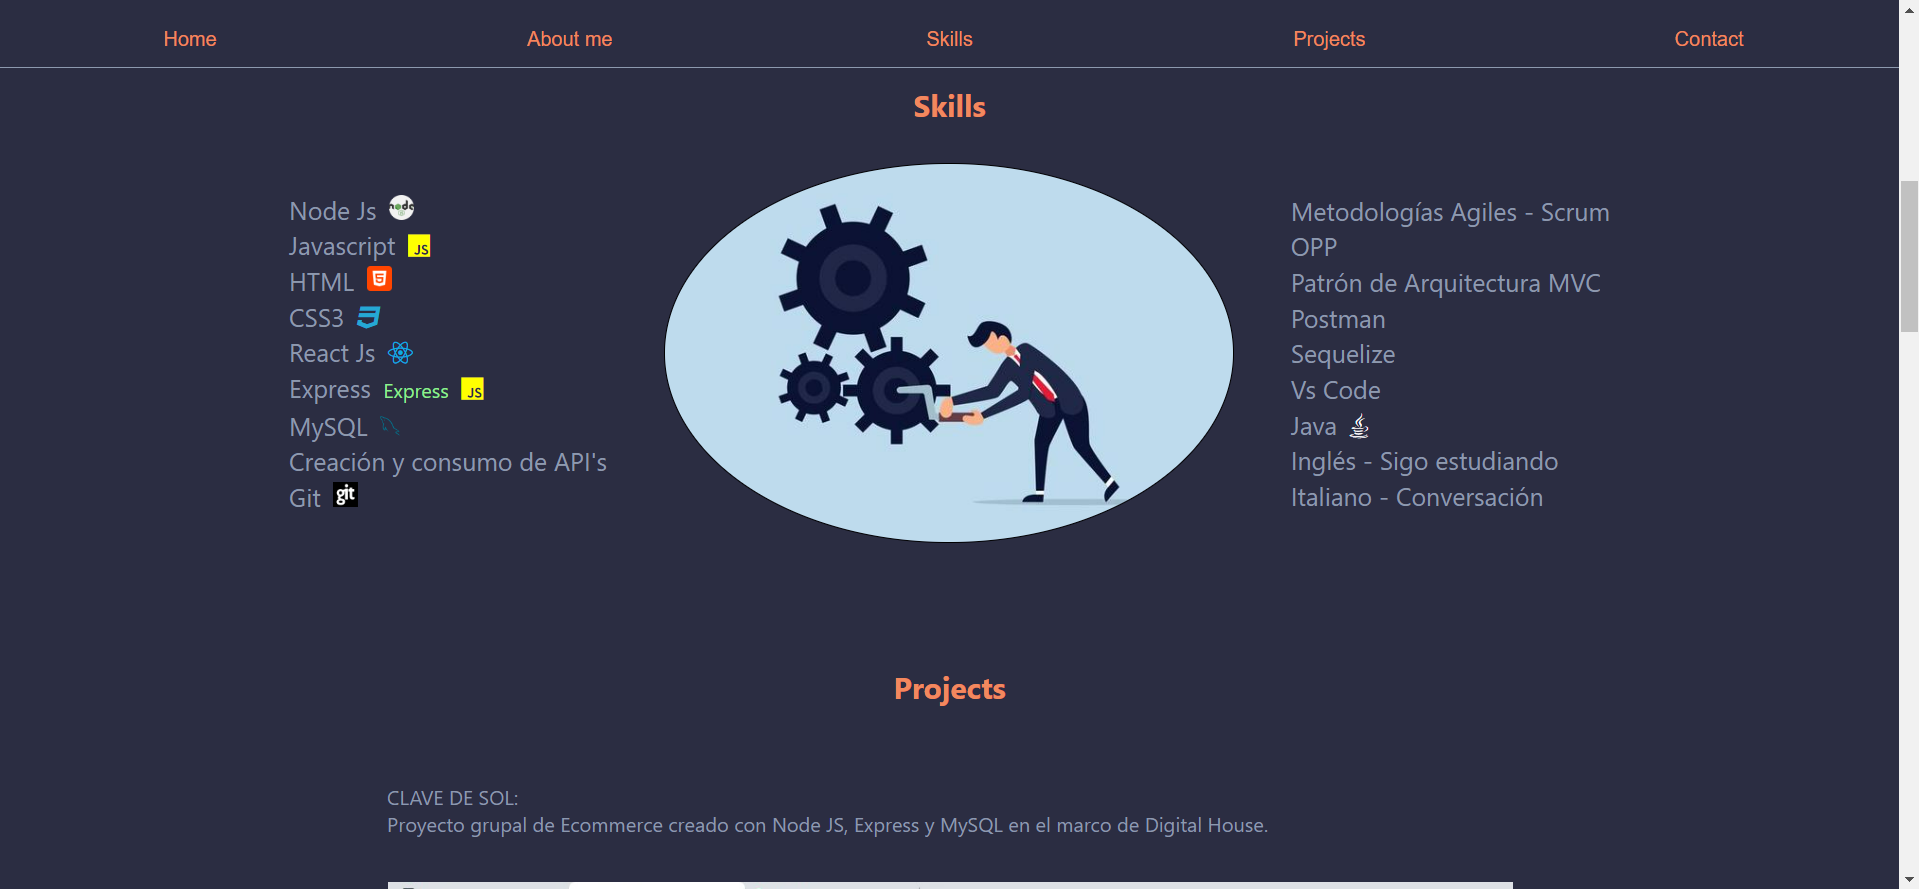 Home About me Skills Projects Contact
Skills
Node Js node
Javascript JS
HTML 5
CSS3 3
React Js
Express Express JS
MySQL
Creación y consumo de API's
Git git
Metodologías Agiles - Scrum
OPP
Patrón de Arquitectura MVC
Postman
Sequelize
Vs Code
Java
Inglés - Sigo estudiando
Italiano - Conversación
Projects
CLAVE DE SOL:
Proyecto grupal de Ecommerce creado con Node JS, Express y MySQL en el marco de Digital House.